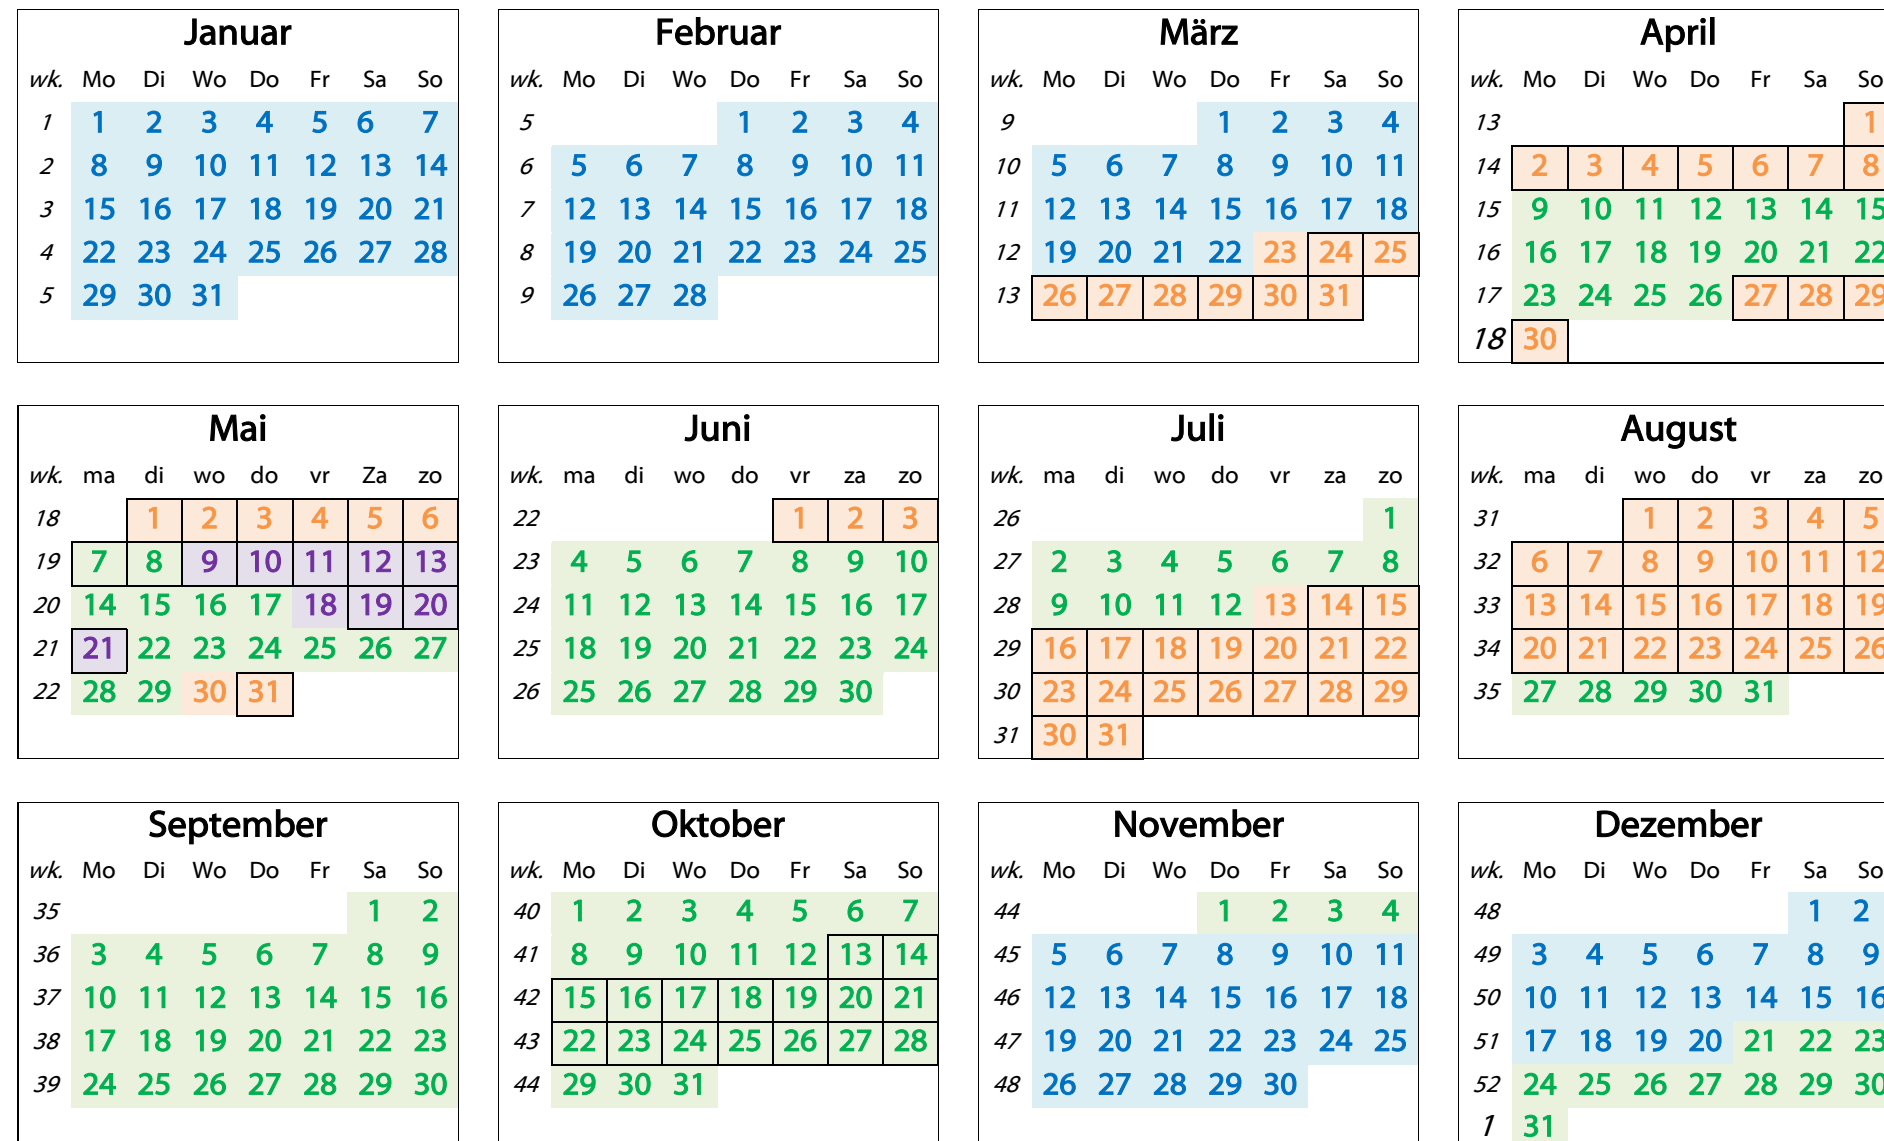 Januar
wk. Mo Di Wo Do Fr Sa So
1 1 2 3 4 5 6 7
2 8 9 10 11 12 13 14
3 15 16 17 18 19 20 21
4 22 23 24 25 26 27 28
5 29 30 31
Februar
wk. Mo Di Wo Do Fr Sa So
5 1 2 3 4
6 5 6 7 8 9 10 11
7 12 13 14 15 16 17 18
8 19 20 21 22 23 24 25
9 26 27 28
März
wk. Mo Di Wo Do Fr Sa So
9 1 2 3 4
10 5 6 7 8 9 10 11
11 12 13 14 15 16 17 18
12 19 20 21 22 23 24 25
13 26 27 28 29 30 31
April
wk. Mo Di Wo Do Fr Sa So
13 1
14 2 3 4 5 6 7 8
15 9 10 11 12 13 14 15
16 16 17 18 19 20 21 22
17 23 24 25 26 27 28 29
18 30
Mai
wk. ma di wo do vr Za zo
18 1 2 3 4 5 6
19 7 8 9 10 11 12 13
20 14 15 16 17 18 19 20
21 21 22 23 24 25 26 27
22 28 29 30 31
Juni
wk. ma di wo do vr za zo
22 1 2 3
23 4 5 6 7 8 9 10
24 11 12 13 14 15 16 17
25 18 19 20 21 22 23 24
26 25 26 27 28 29 30
Juli
wk. ma di wo do vr za zo
26 1
27 2 3 4 5 6 7 8
28 9 10 11 12 13 14 15
29 16 17 18 19 20 21 22
30 23 24 25 26 27 28 29
31 30 31
August
wk. ma di wo do vr za zo
31 1 2 3 4 5
32 6 7 8 9 10 11 12
33 13 14 15 16 17 18 19
34 20 21 22 23 24 25 26
35 27 28 29 30 31
September
wk. Mo Di Wo Do Fr Sa So
35 1 2
36 3 4 5 6 7 8 9
37 10 11 12 13 14 15 16
38 17 18 19 20 21 22 23
39 24 25 26 27 28 29 30
Oktober
wk. Mo Di Wo Do Fr Sa So
40 1 2 3 4 5 6 7
41 8 9 10 11 12 13 14
42 15 16 17 18 19 20 21
43 22 23 24 25 26 27 28
44 29 30 31
November
wk. Mo Di Wo Do Fr Sa So
44 1 2 3 4
45 5 6 7 8 9 10 11
46 12 13 14 15 16 17 18
47 19 20 21 22 23 24 25
48 26 27 28 29 30
Dezember
wk. Mo Di Wo Do Fr Sa So
48 1 2
49 3 4 5 6 7 8 9
50 10 11 12 13 14 15 16
51 17 18 19 20 21 22 23
52 24 25 26 27 28 29 30
1 31